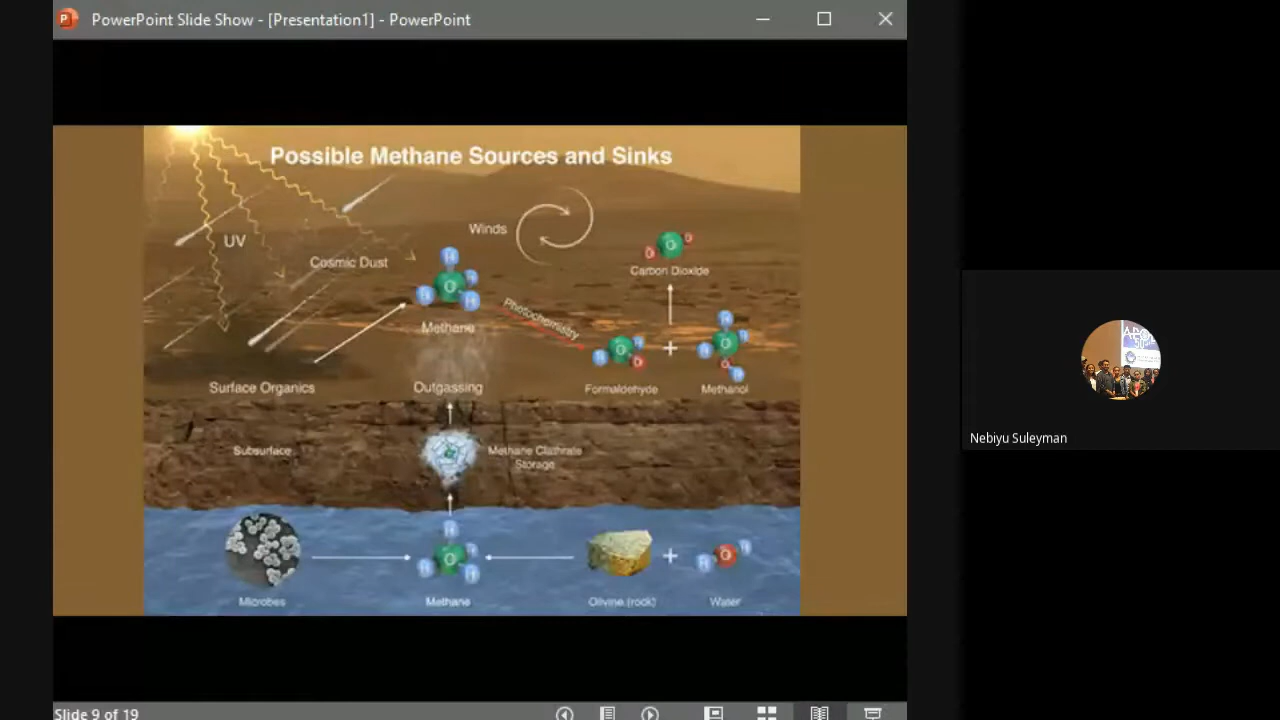 PowerPoint Slide Show - [Presentation1] - PowerPoint
Possible Methane Sources and Sinks
Winds
UV
Cosmic Dust
Carbon Dioxide
Methane
Photochemistry
Surface Organics
Outgassing
Formaldehyde
Methanol
Subsurface
Methane Clathrate
Storage
Microbes
Methane
Olivine (rock)
Water
Nebiyu Suleyman
Slide 9 of 19